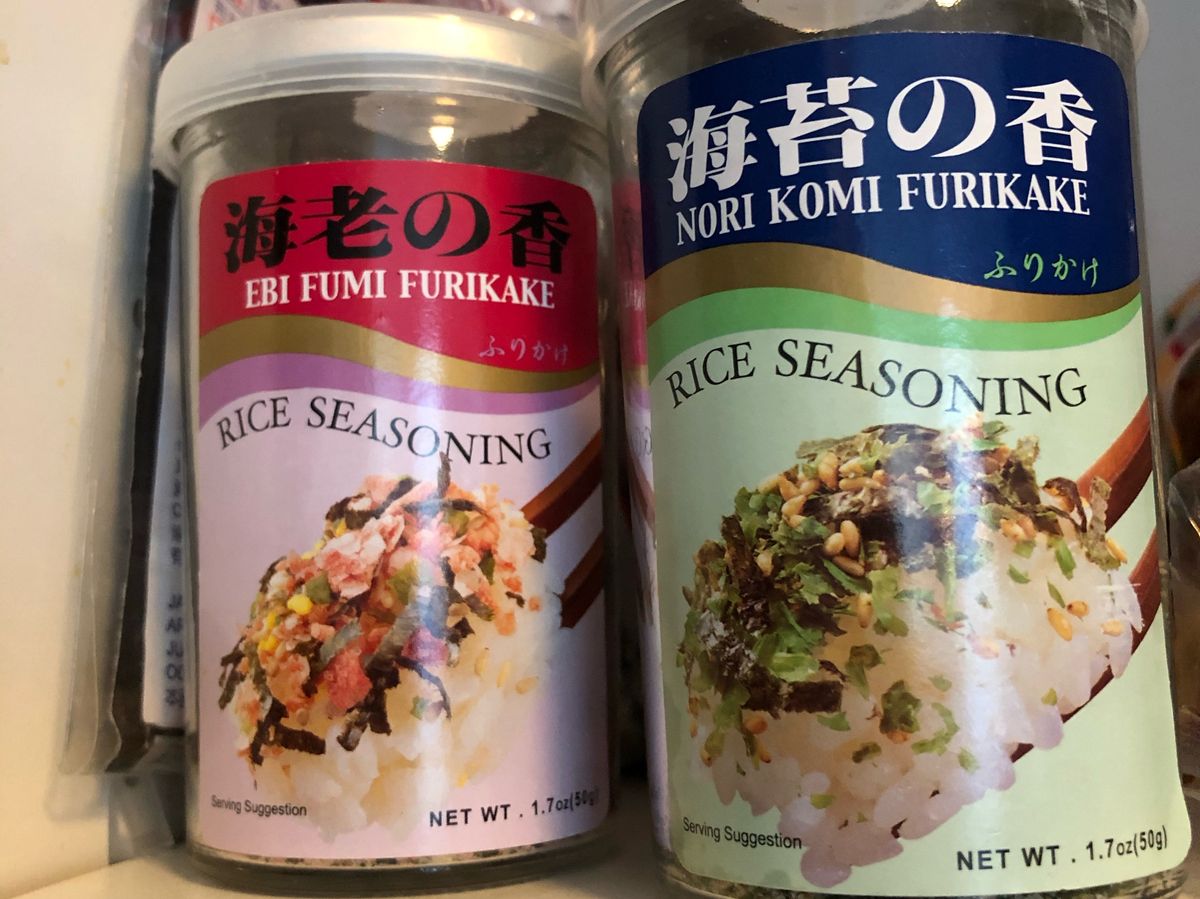 海老の香
EBI FUMI FURIKAKE
ふりかけ
RICE SEASONING
Serving Suggestion
NET WT . 1.7oz(50g)
海苔の香
NORI KOMI FURIKAKE
ふりかけ
RICE SEASONING
Serving Suggestion
NET WT . 1.7oz(50g)